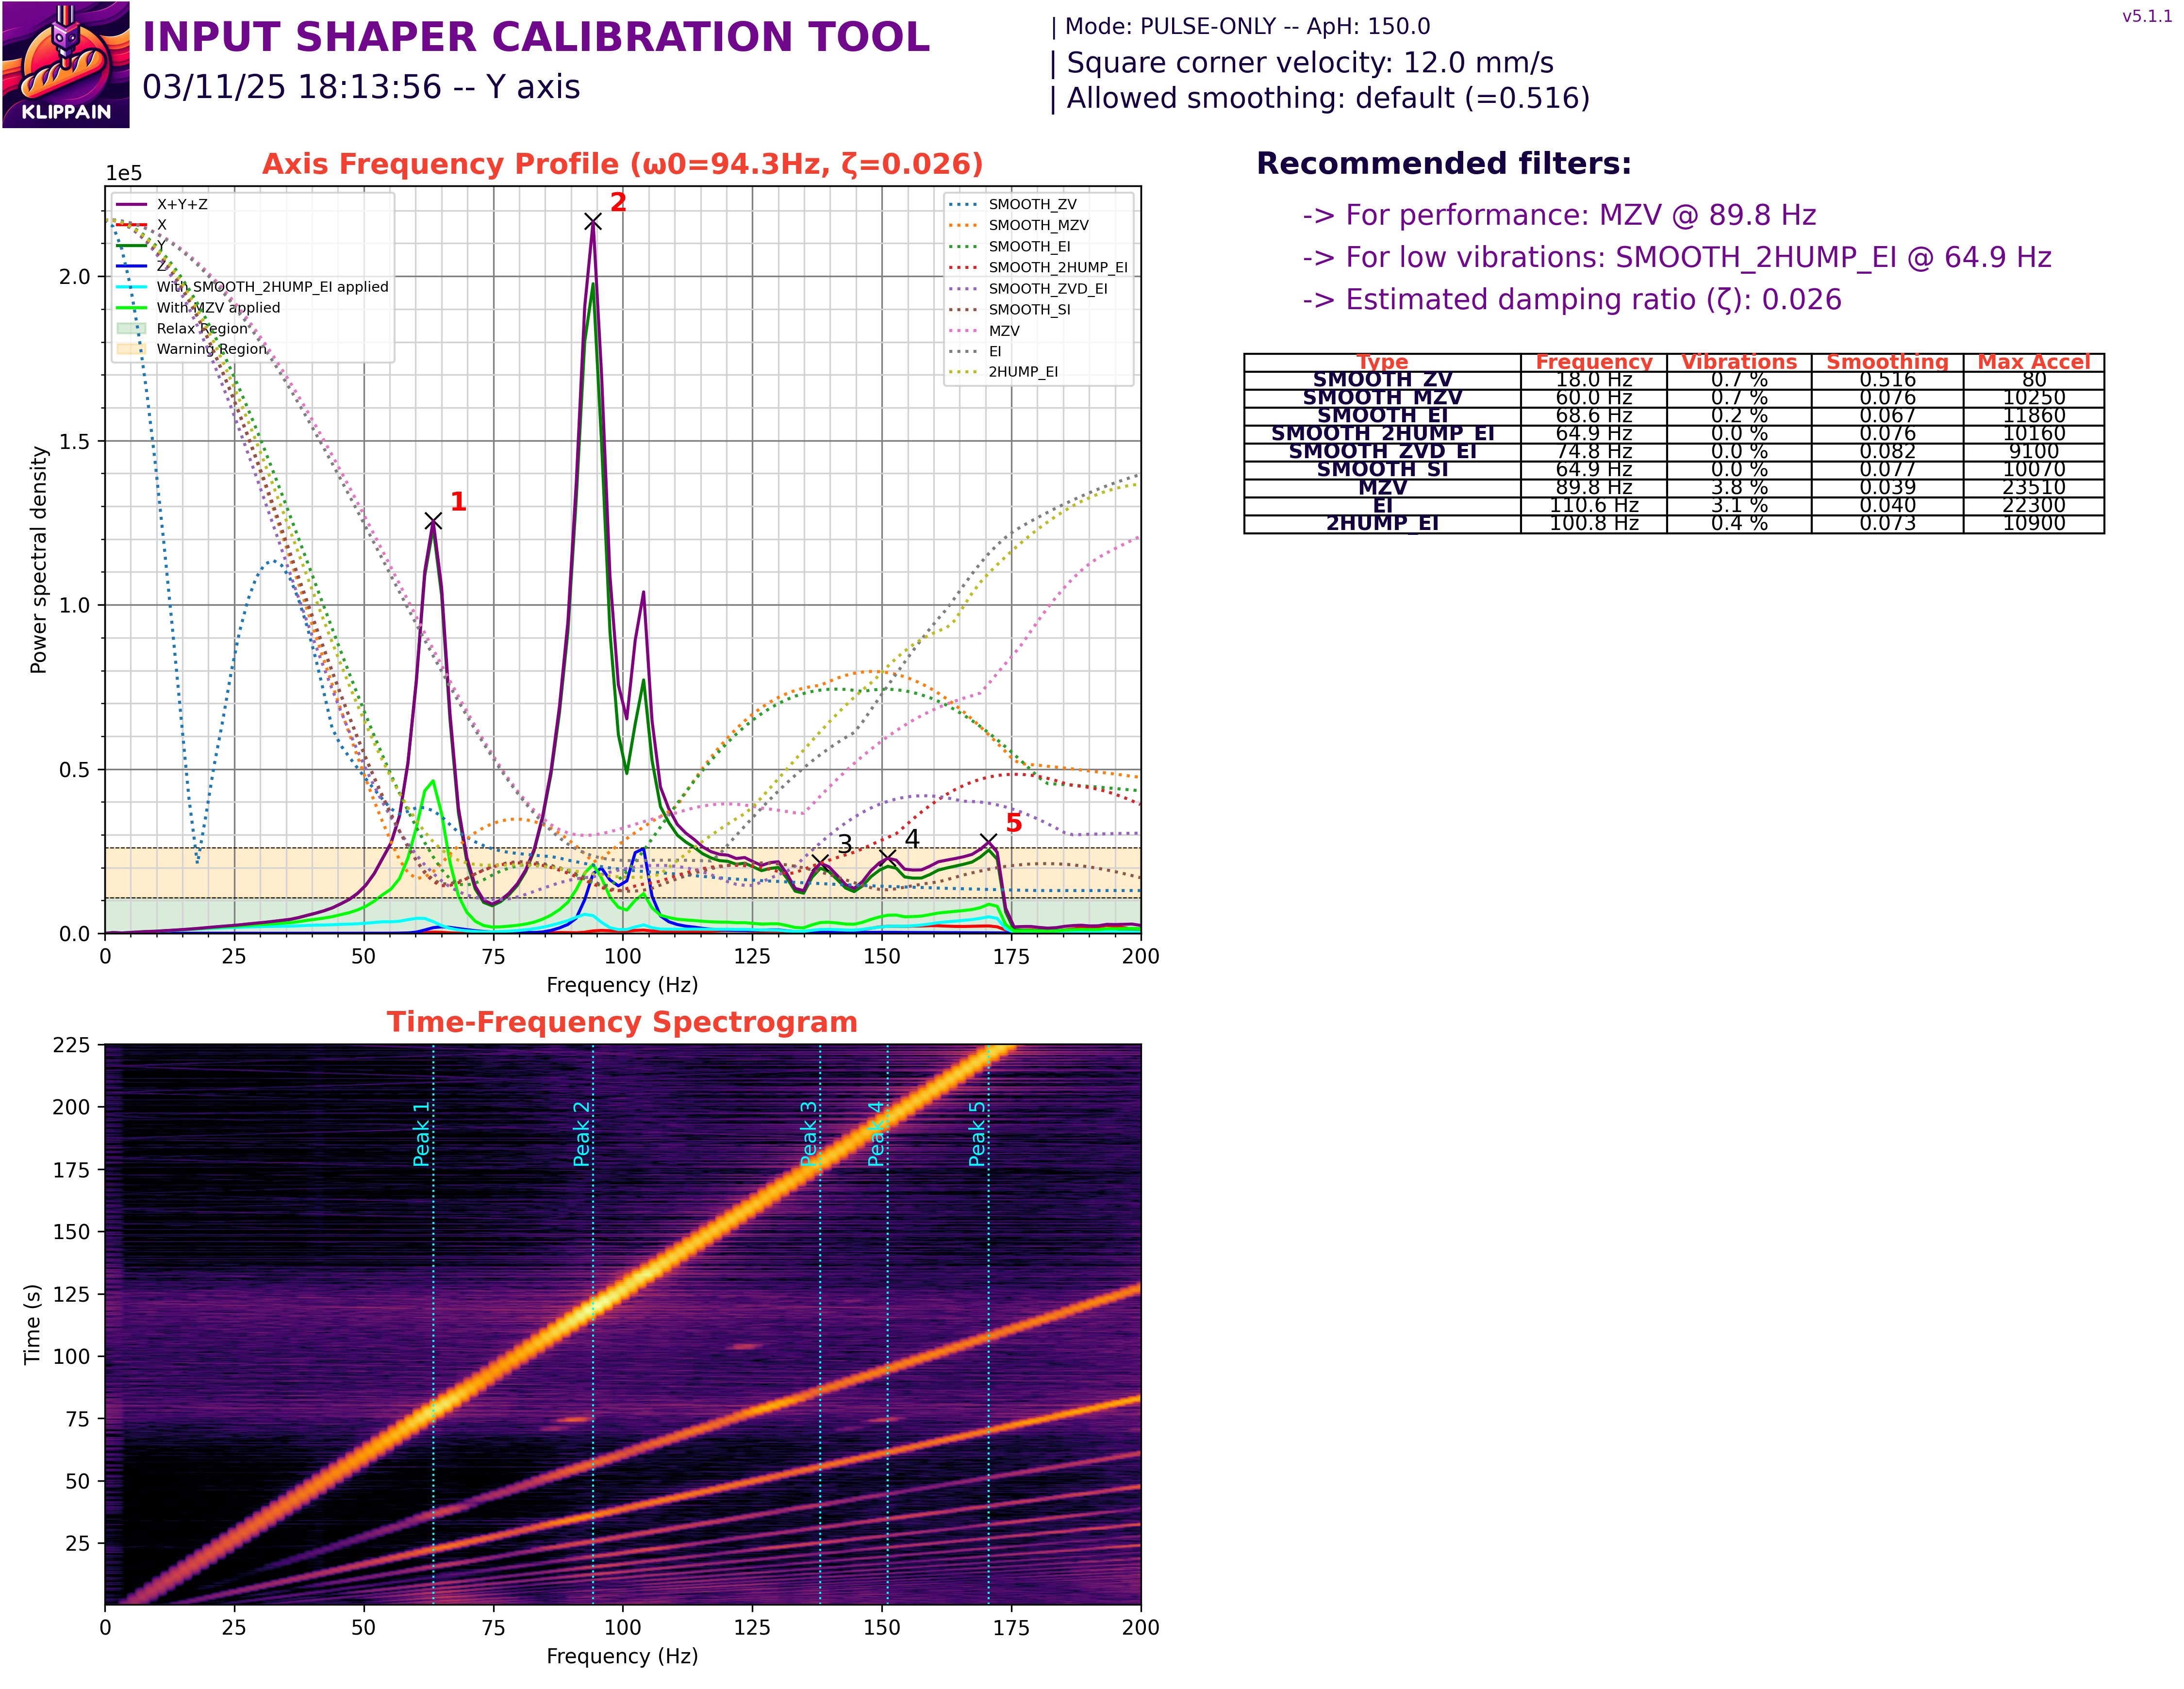 KLIPPAIN
INPUT SHAPER CALIBRATION TOOL
03/11/25 18:13:56 -- Y axis
| Mode: PULSE-ONLY -- ApH: 150.0
| Square corner velocity: 12.0 mm/s
| Allowed smoothing: default (=0.516)
v5.1.1
Axis Frequency Profile (ω0=94.3Hz, ζ=0.026)
1e5
X+Y+Z
X
Y
Z
With SMOOTH_2HUMP_EI applied
With MZV applied
Relax Region
Warning Region
SMOOTH_ZV
SMOOTH_MZV
SMOOTH_EI
SMOOTH_2HUMP_EI
SMOOTH_ZVD_EI
SMOOTH_SI
MZV
EI
2HUMP_EI
1
2
3
4
5
2.0
1.5
1.0
0.5
0.0
Power spectral density
0 25 50 75 100 125 150 175 200
Frequency (Hz)
Recommended filters:
-> For performance: MZV @ 89.8 Hz
-> For low vibrations: SMOOTH_2HUMP_EI @ 64.9 Hz
-> Estimated damping ratio (ζ): 0.026
Type Frequency Vibrations Smoothing Max Accel
SMOOTH_ZV 18.0 Hz 0.7 % 0.516 80
SMOOTH_MZV 60.0 Hz 0.7 % 0.076 10250
SMOOTH_EI 68.6 Hz 0.2 % 0.067 11860
SMOOTH_2HUMP_EI 64.9 Hz 0.0 % 0.076 10160
SMOOTH_ZVD_EI 74.8 Hz 0.0 % 0.082 9100
SMOOTH_SI 64.9 Hz 0.0 % 0.077 10070
MZV 89.8 Hz 3.8 % 0.039 23510
EI 110.6 Hz 3.1 % 0.040 22300
2HUMP_EI 100.8 Hz 0.4 % 0.073 10900
Time-Frequency Spectrogram
225
200
175
150
125
100
75
50
25
Time (s)
Peak 1
Peak 2
Peak 3
Peak 4
Peak 5
0 25 50 75 100 125 150 175 200
Frequency (Hz)